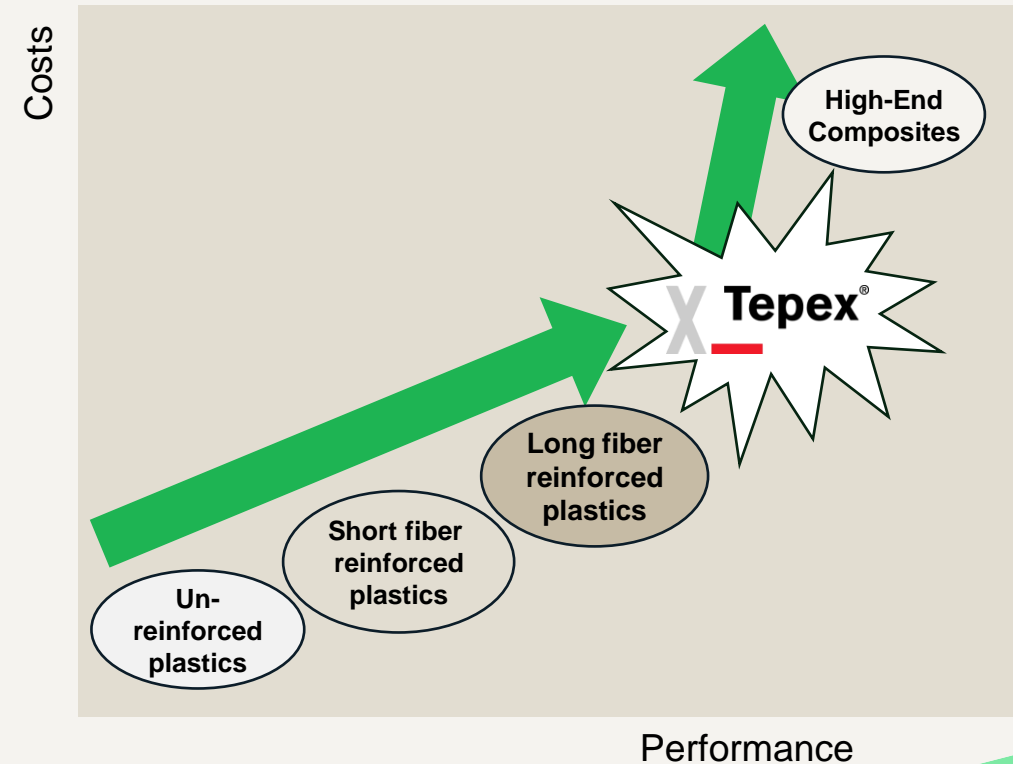 Costs
High-End
Composites
X Tepex®
Long fiber
reinforced
plastics
Short fiber
reinforced
plastics
Un-
reinforced
plastics
Performance